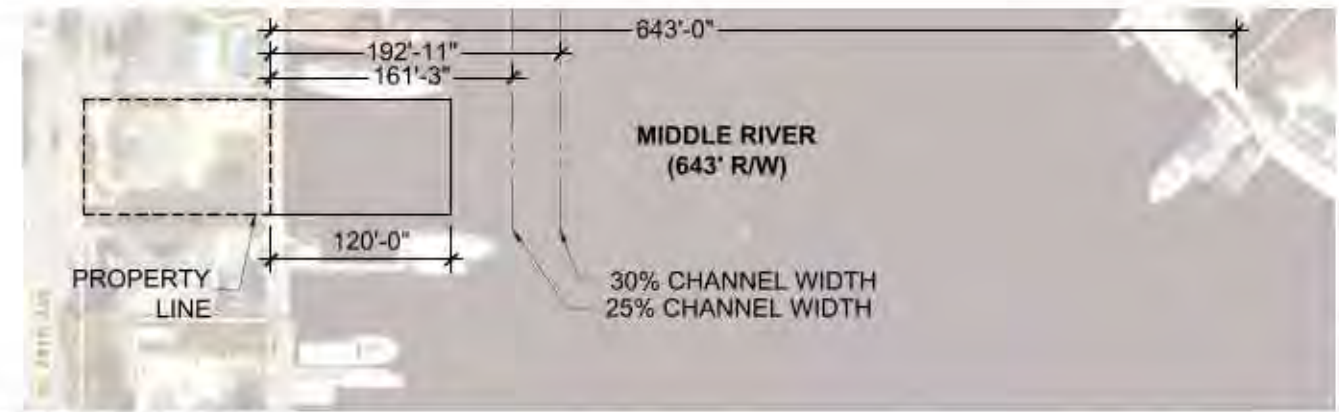 643'-0"
192'-11"
161'-3"
MIDDLE RIVER
(643' R/W)
120'-0"
PROPERTY
LINE
30% CHANNEL WIDTH
25% CHANNEL WIDTH